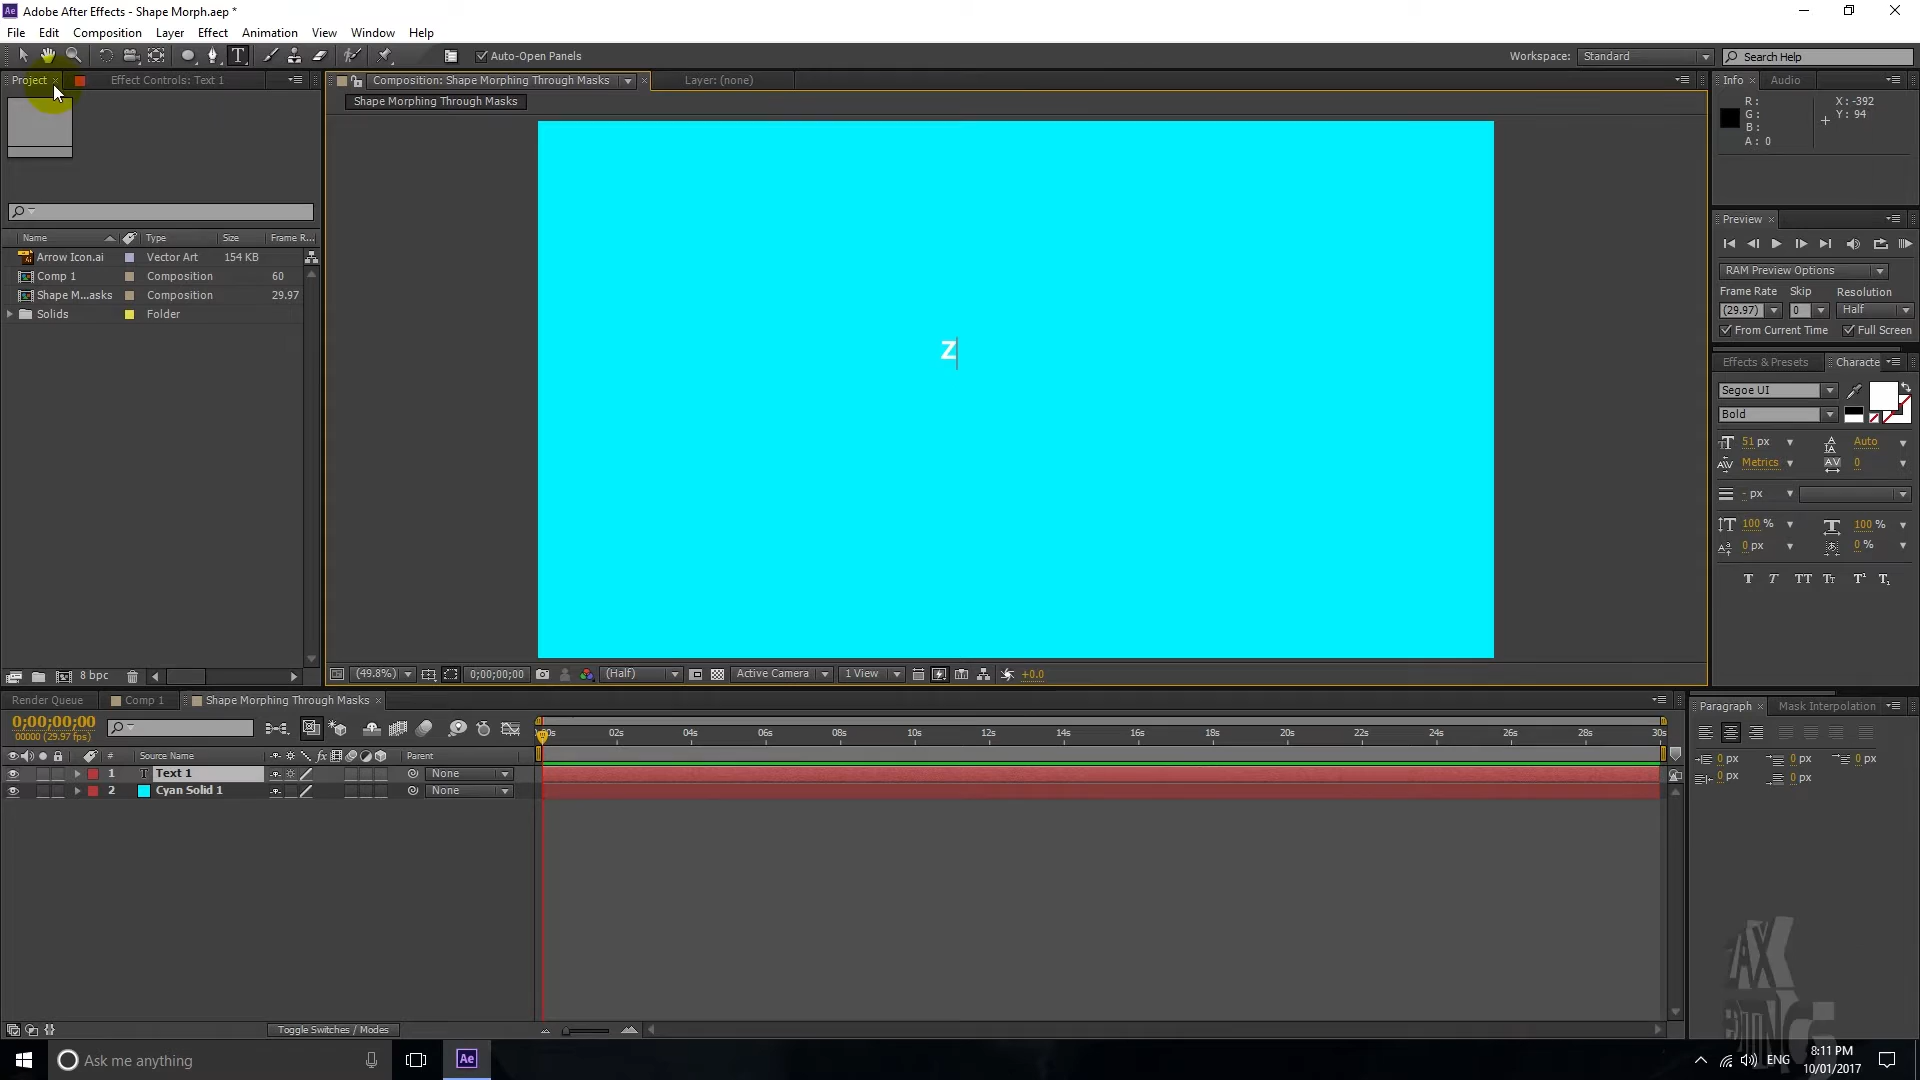 Adobe After Effects - Shape Morph.aep *
File Edit Composition Layer Effect Animation View Window Help
Auto-Open Panels
Workspace: Standard
Search Help
Project
Effect Controls: Text 1
Composition: Shape Morphing Through Masks
Layer: (none)
Info Audio
Shape Morphing Through Masks
R:
G:
B:
A: 0
X: -392
Y: 94
Name Type Size Frame R...
Arrow Icon.ai Vector Art 154 KB
Comp 1 Composition 60
Shape M...asks Composition 29.97
Solids Folder
z
Preview
RAM Preview Options
Frame Rate Skip Resolution
(29.97) 0 Half
From Current Time Full Screen
Effects & Presets Characte
Segoe UI
Bold
51 px Auto
Metrics 0
- px
100 % 100 %
0 px 0 %
8 bpc
(49.8%) 0;00;00;00 (Half) Active Camera 1 View +0.0
Render Queue Comp 1 Shape Morphing Through Masks
0;00;00;00
00000 (29.97 fps)
02s 04s 06s 08s 10s 12s 14s 16s 18s 20s 22s 24s 26s 28s 30s
# Source Name Parent
1 Text 1 None
2 Cyan Solid 1 None
Paragraph Mask Interpolation
0 px 0 px 0 px
0 px 0 px
Toggle Switches / Modes
Ask me anything
Ae
ENG
8:11 PM
10/01/2017